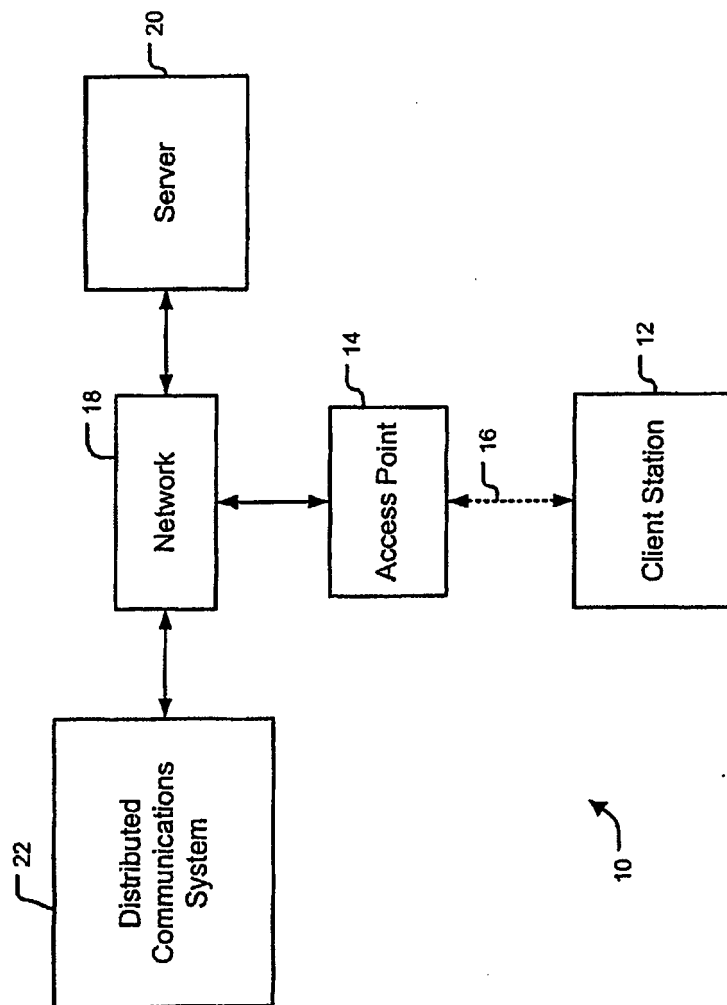 22
Distributed
Communications
System
18
Network
20
Server
14
Access Point
16
12
Client Station
10